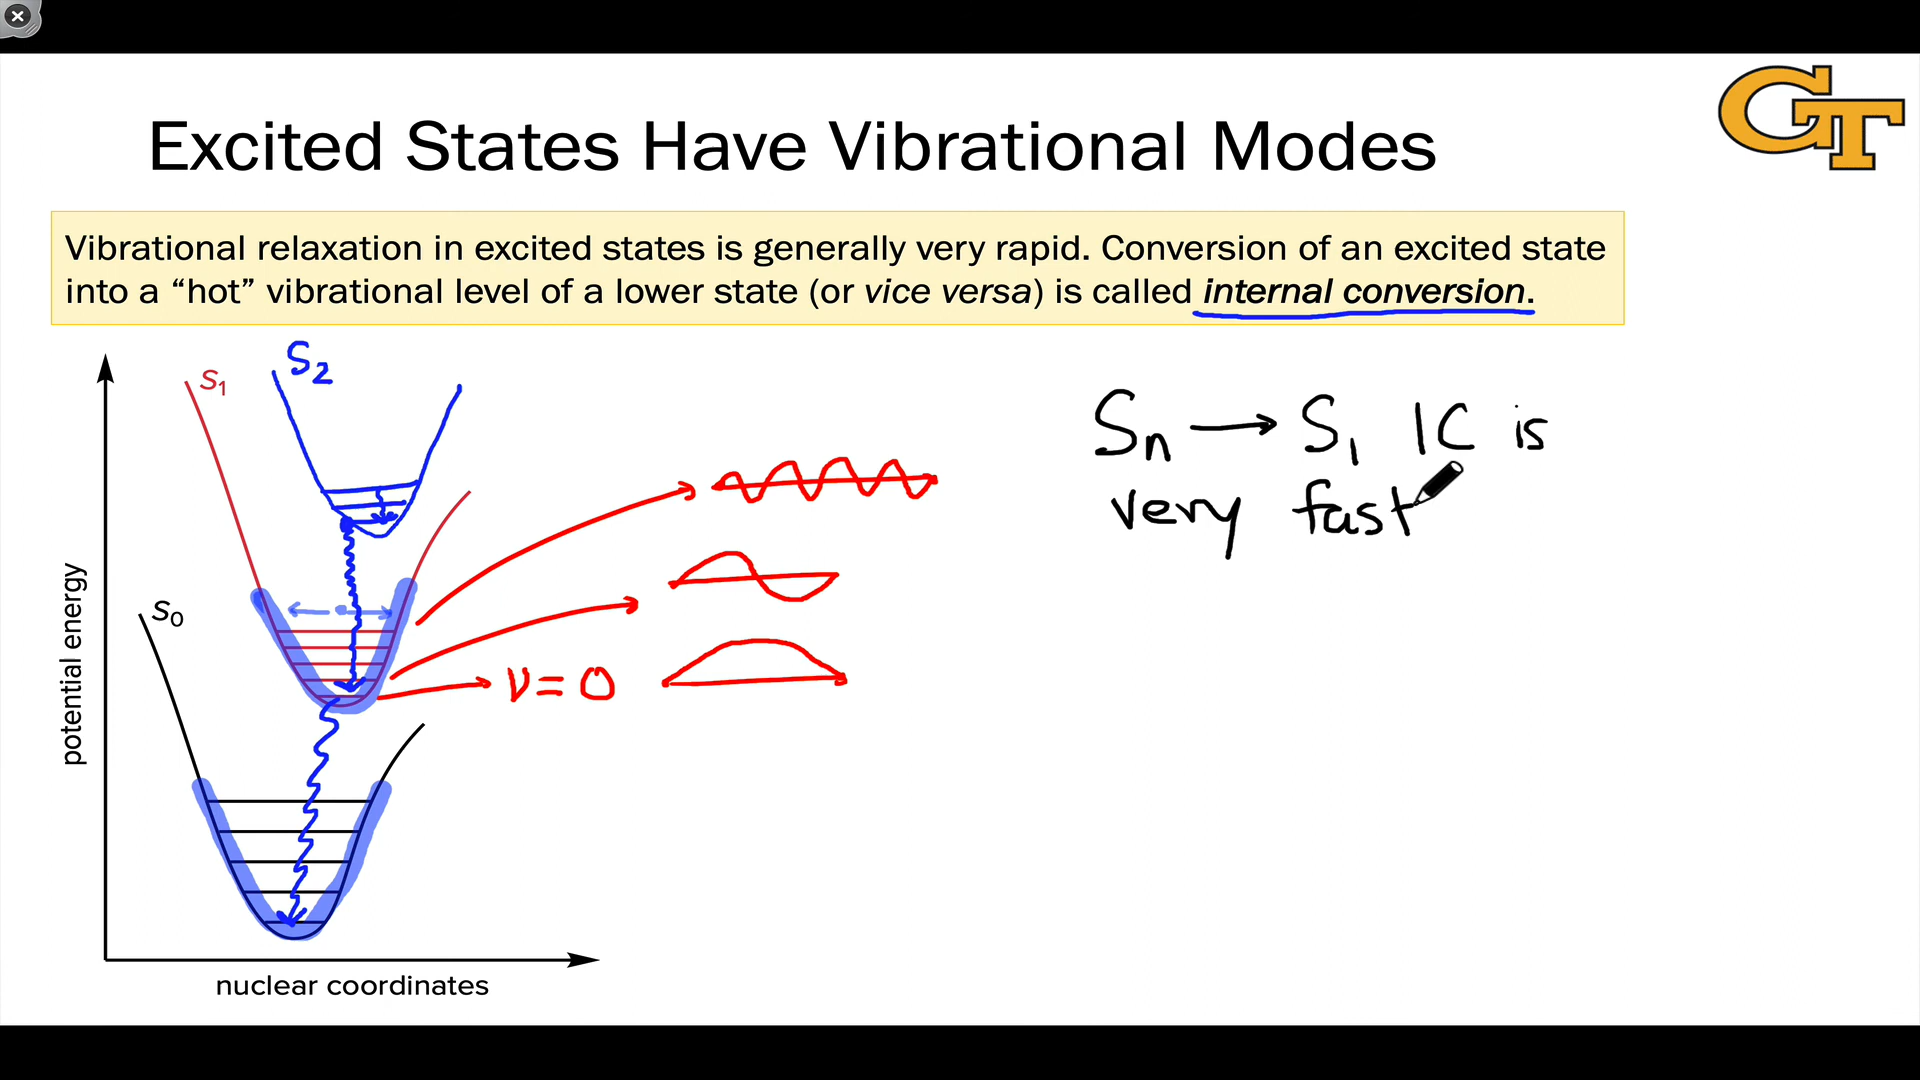 GT
Excited States Have Vibrational Modes
Vibrational relaxation in excited states is generally very rapid. Conversion of an excited state
into a “hot” vibrational level of a lower state (or vice versa) is called internal conversion.
S₂
S₁
S₀
ν = 0
Sₙ → S₁ IC is
very fast
potential energy
nuclear coordinates